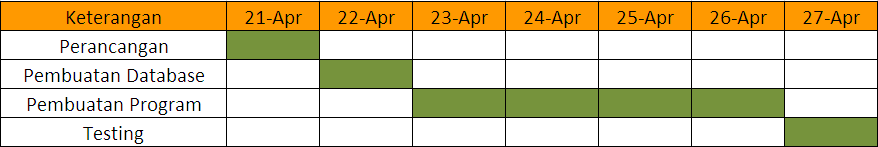 Keterangan 21-Apr 22-Apr 23-Apr 24-Apr 25-Apr 26-Apr 27-Apr
Perancangan
Pembuatan Database
Pembuatan Program
Testing